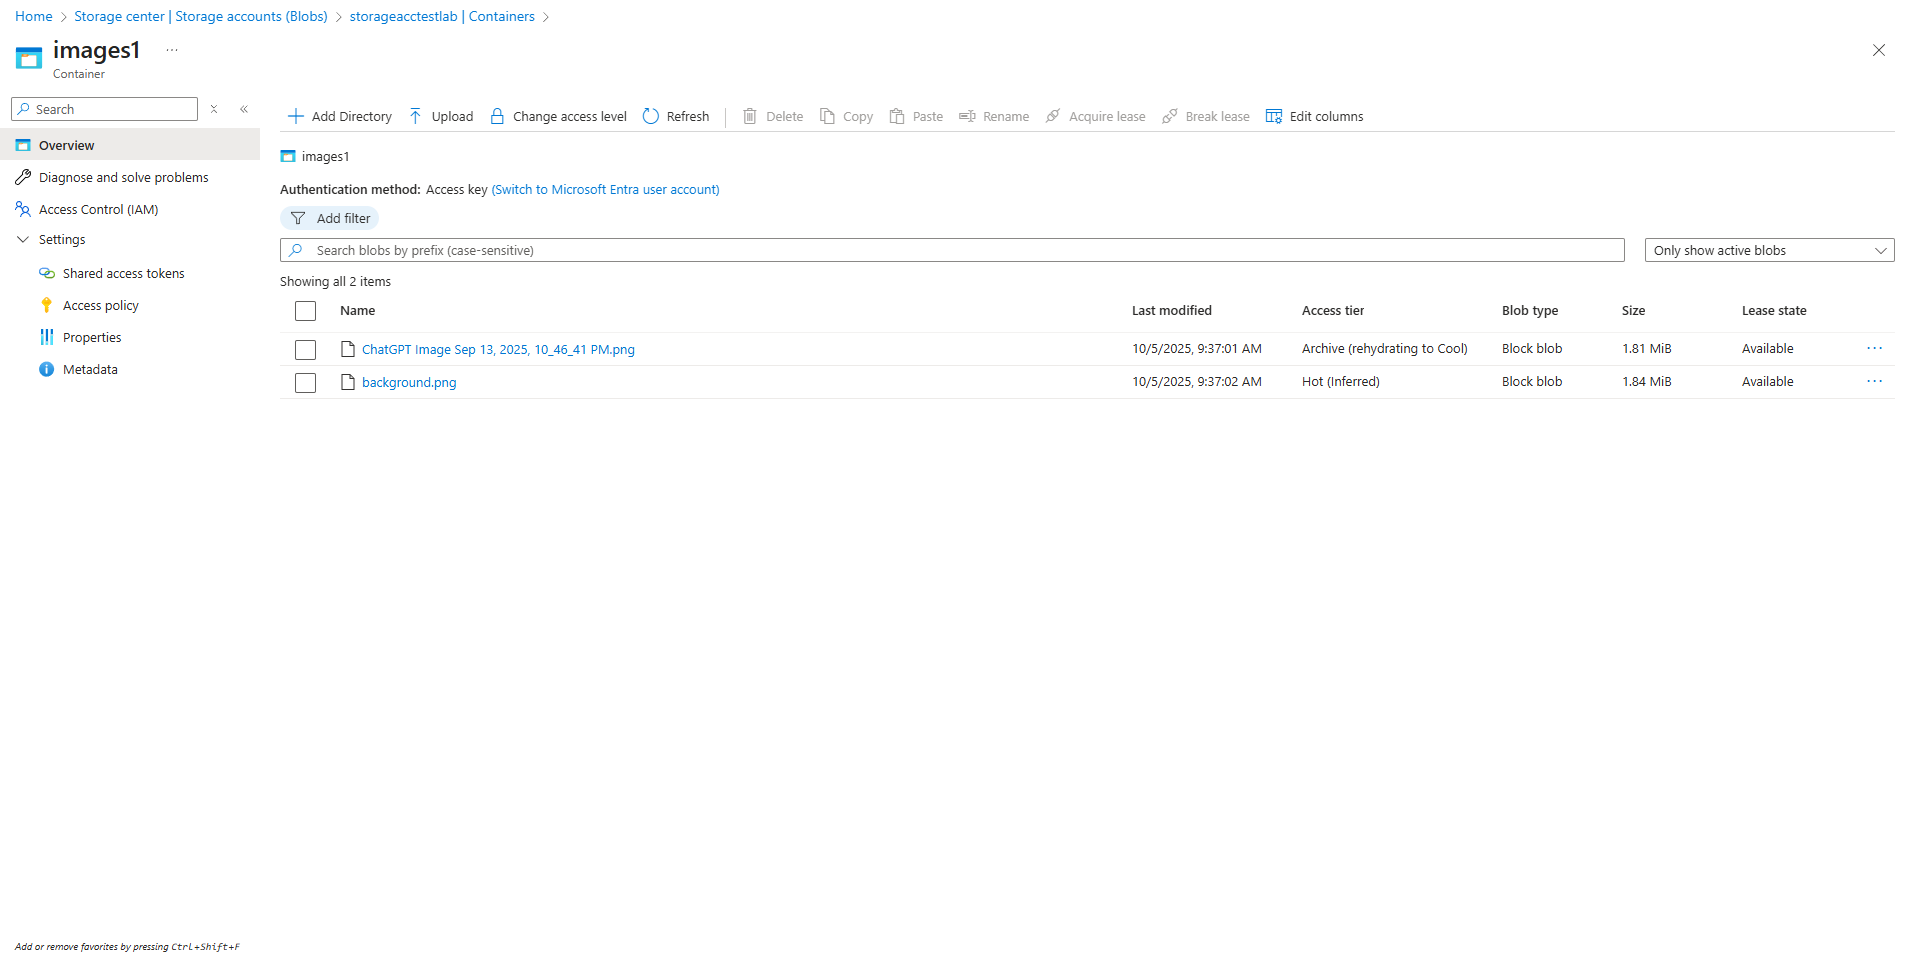 Home > Storage center | Storage accounts (Blobs) > storageacctestlab | Containers >
images1 ...
Container
Search
Overview
Diagnose and solve problems
Access Control (IAM)
Settings
Shared access tokens
Access policy
Properties
Metadata
Add Directory Upload Change access level Refresh Delete Copy Paste Rename Acquire lease Break lease Edit columns
images1
Authentication method: Access key (Switch to Microsoft Entra user account)
Add filter
Search blobs by prefix (case-sensitive) Only show active blobs
Showing all 2 items
Name Last modified Access tier Blob type Size Lease state
ChatGPT Image Sep 13, 2025, 10_46_41 PM.png 10/5/2025, 9:37:01 AM Archive (rehydrating to Cool) Block blob 1.81 MiB Available ...
background.png 10/5/2025, 9:37:02 AM Hot (Inferred) Block blob 1.84 MiB Available ...
Add or remove favorites by pressing Ctrl+Shift+F